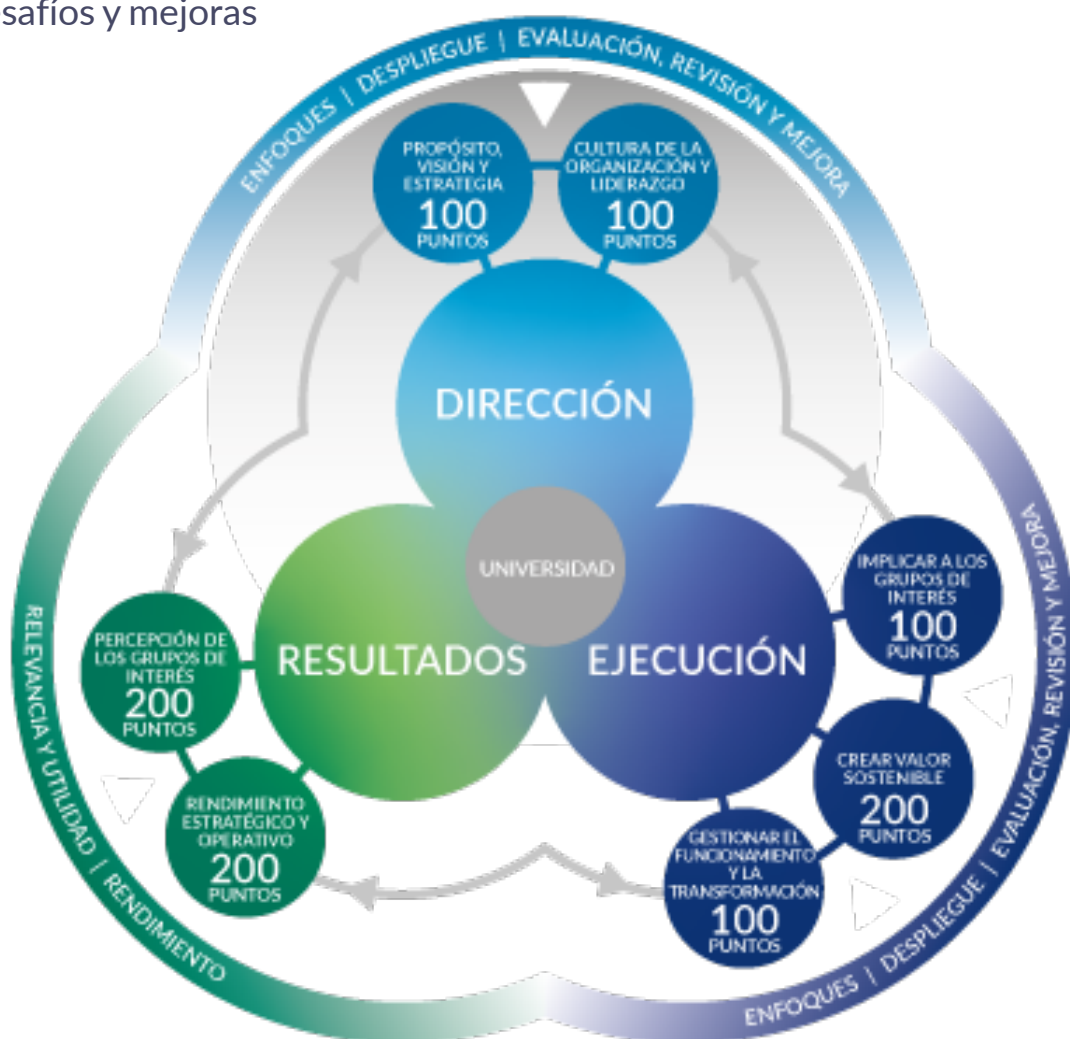 safíos y mejoras
ENFOQUES | DESPLIEGUE | EVALUACIÓN, REVISIÓN Y MEJORA
PROPÓSITO,
VISIÓN Y
ESTRATEGIA
100
PUNTOS
CULTURA DE LA
ORGANIZACIÓN Y
LIDERAZGO
100
PUNTOS
DIRECCIÓN
UNIVERSIDAD
RESULTADOS
EJECUCIÓN
IMPLICAR A LOS
GRUPOS DE
INTERÉS
100
PUNTOS
CREAR VALOR
SOSTENIBLE
200
PUNTOS
GESTIONAR EL
FUNCIONAMIENTO
Y LA
TRANSFORMACIÓN
100
PUNTOS
PERCEPCIÓN DE
LOS GRUPOS DE
INTERÉS
200
PUNTOS
RENDIMIENTO
ESTRATÉGICO Y
OPERATIVO
200
PUNTOS
RELEVANCIA Y UTILIDAD | RENDIMIENTO
ENFOQUES | DESPLIEGUE | EVALUACIÓN, REVISIÓN Y MEJORA